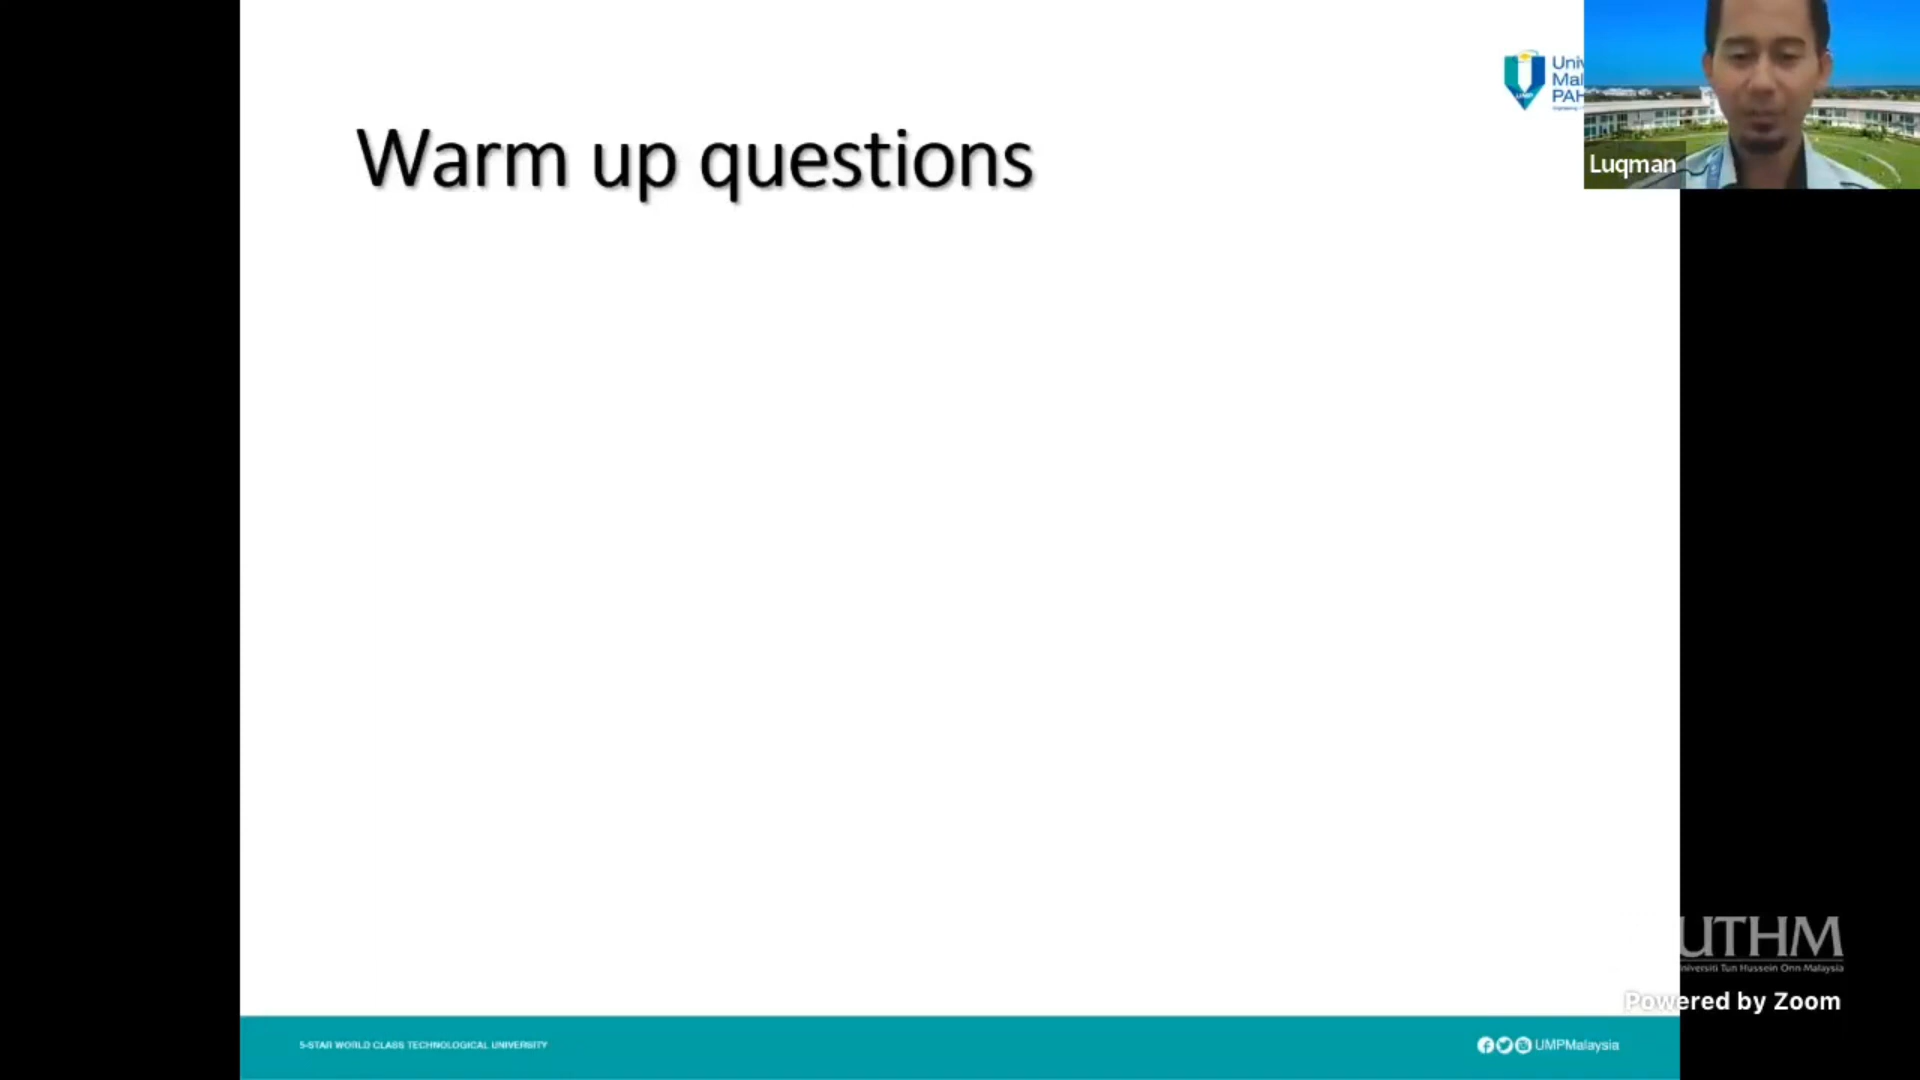 Warm up questions
Luqman
UMP
UTHM
Universiti Tun Hussein Onn Malaysia
Powered by Zoom
5-STAR WORLD CLASS TECHNOLOGICAL UNIVERSITY
UMPMalaysia